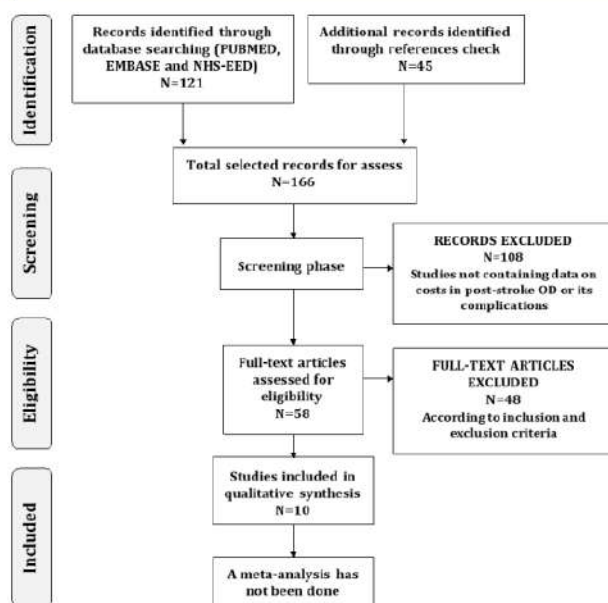 Identification
Records identified through
database searching (PUBMED,
EMBASE and NHS-EED)
N=121
Additional records identified
through references check
N=45
Total selected records for assess
N=166
Screening
Screening phase
RECORDS EXCLUDED
N=108
Studies not containing data on
costs in post-stroke OD or its
complications
Eligibility
Full-text articles
assessed for
eligibility
N=58
FULL-TEXT ARTICLES
EXCLUDED
N=48
According to inclusion and
exclusion criteria
Included
Studies included in
qualitative synthesis
N=10
A meta-analysis has
not been done